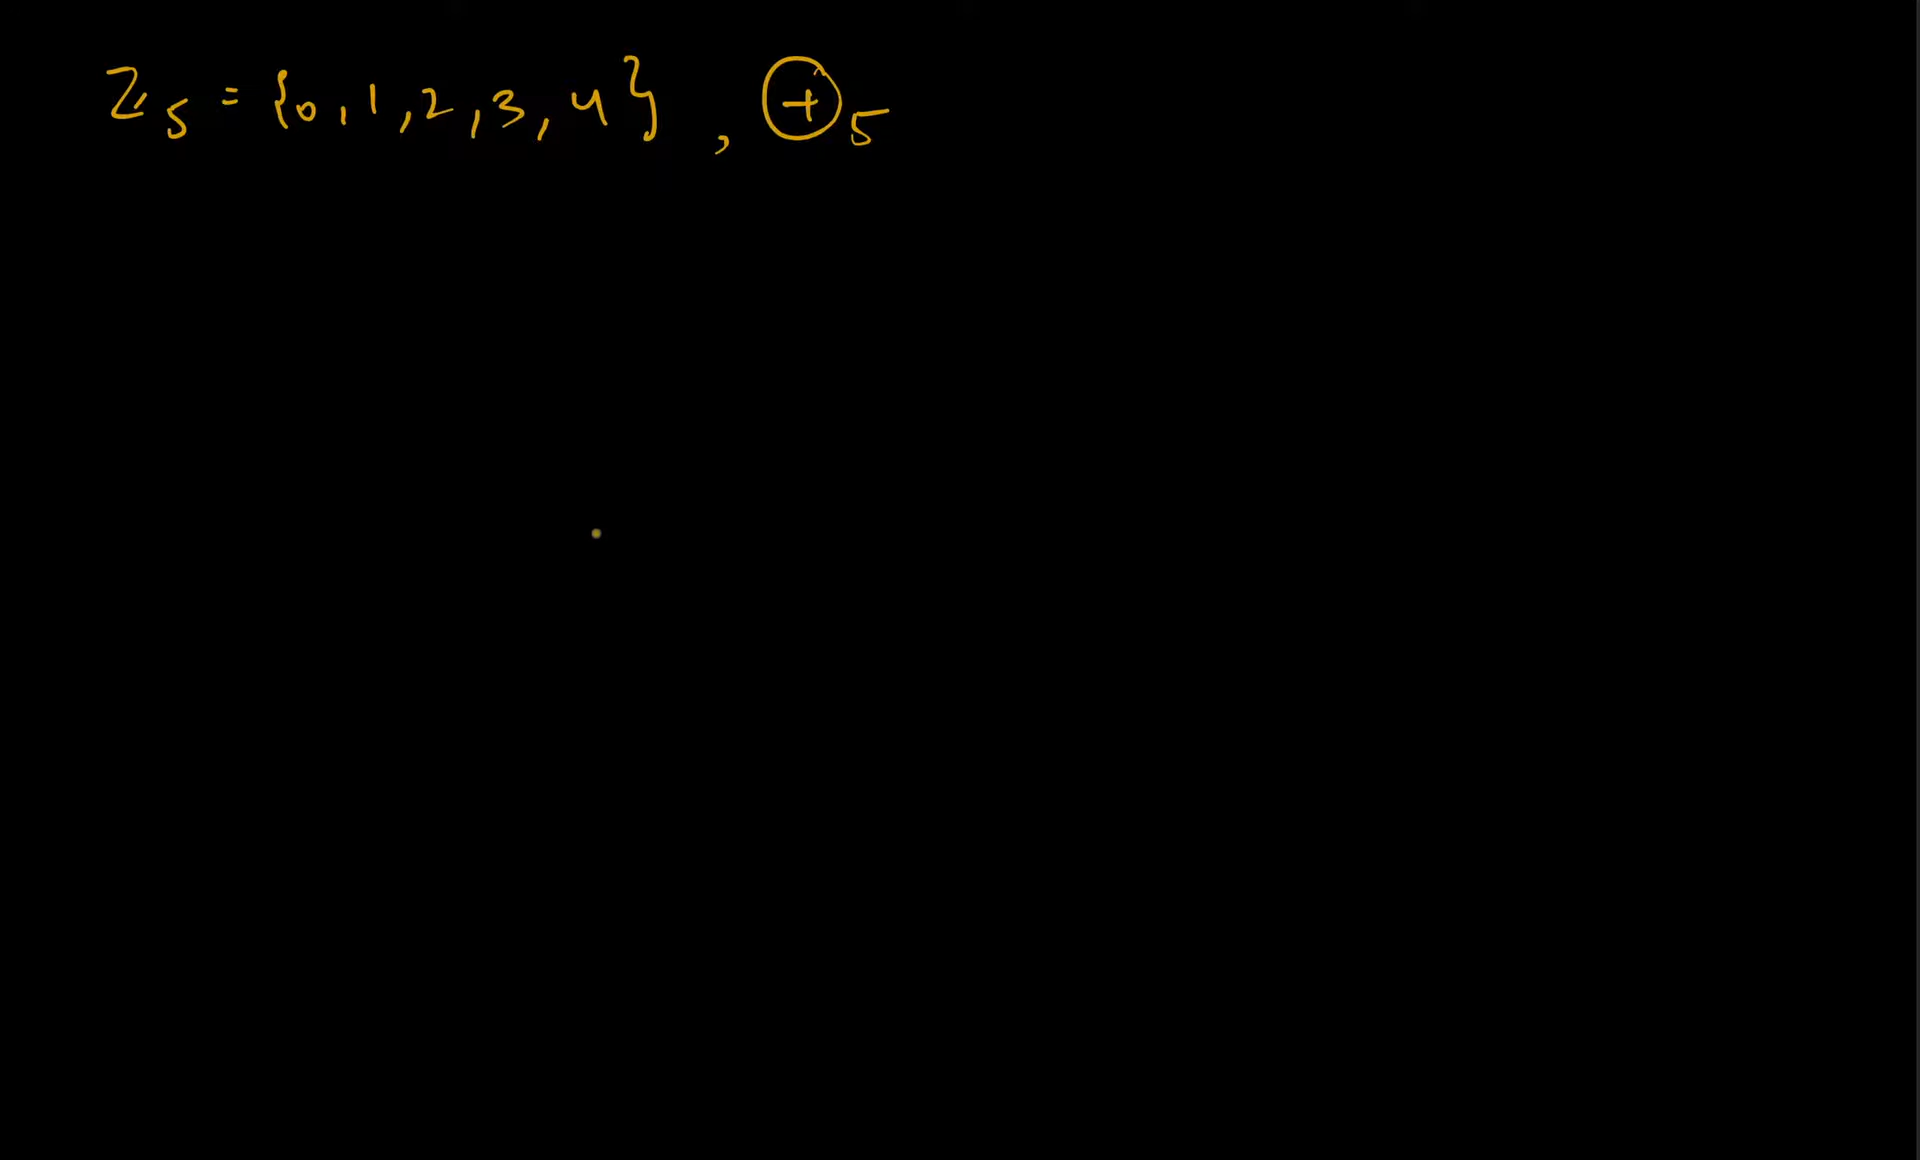 ℤ₅ = {0, 1, 2, 3, 4} , ⊕₅